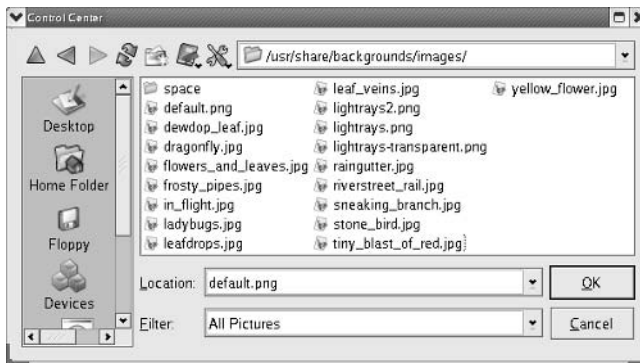 Control Center
/usr/share/backgrounds/images/
Desktop
Home Folder
Floppy
Devices
space
default.png
dewdop_leaf.jpg
dragonfly.jpg
flowers_and_leaves.jpg
frosty_pipes.jpg
in_flight.jpg
ladybugs.jpg
leafdrops.jpg
leaf_veins.jpg
lightrays2.png
lightrays.png
lightrays-transparent.png
raingutter.jpg
riverstreet_rail.jpg
sneaking_branch.jpg
stone_bird.jpg
tiny_blast_of_red.jpg
yellow_flower.jpg
Location: default.png
OK
Filter: All Pictures
Cancel